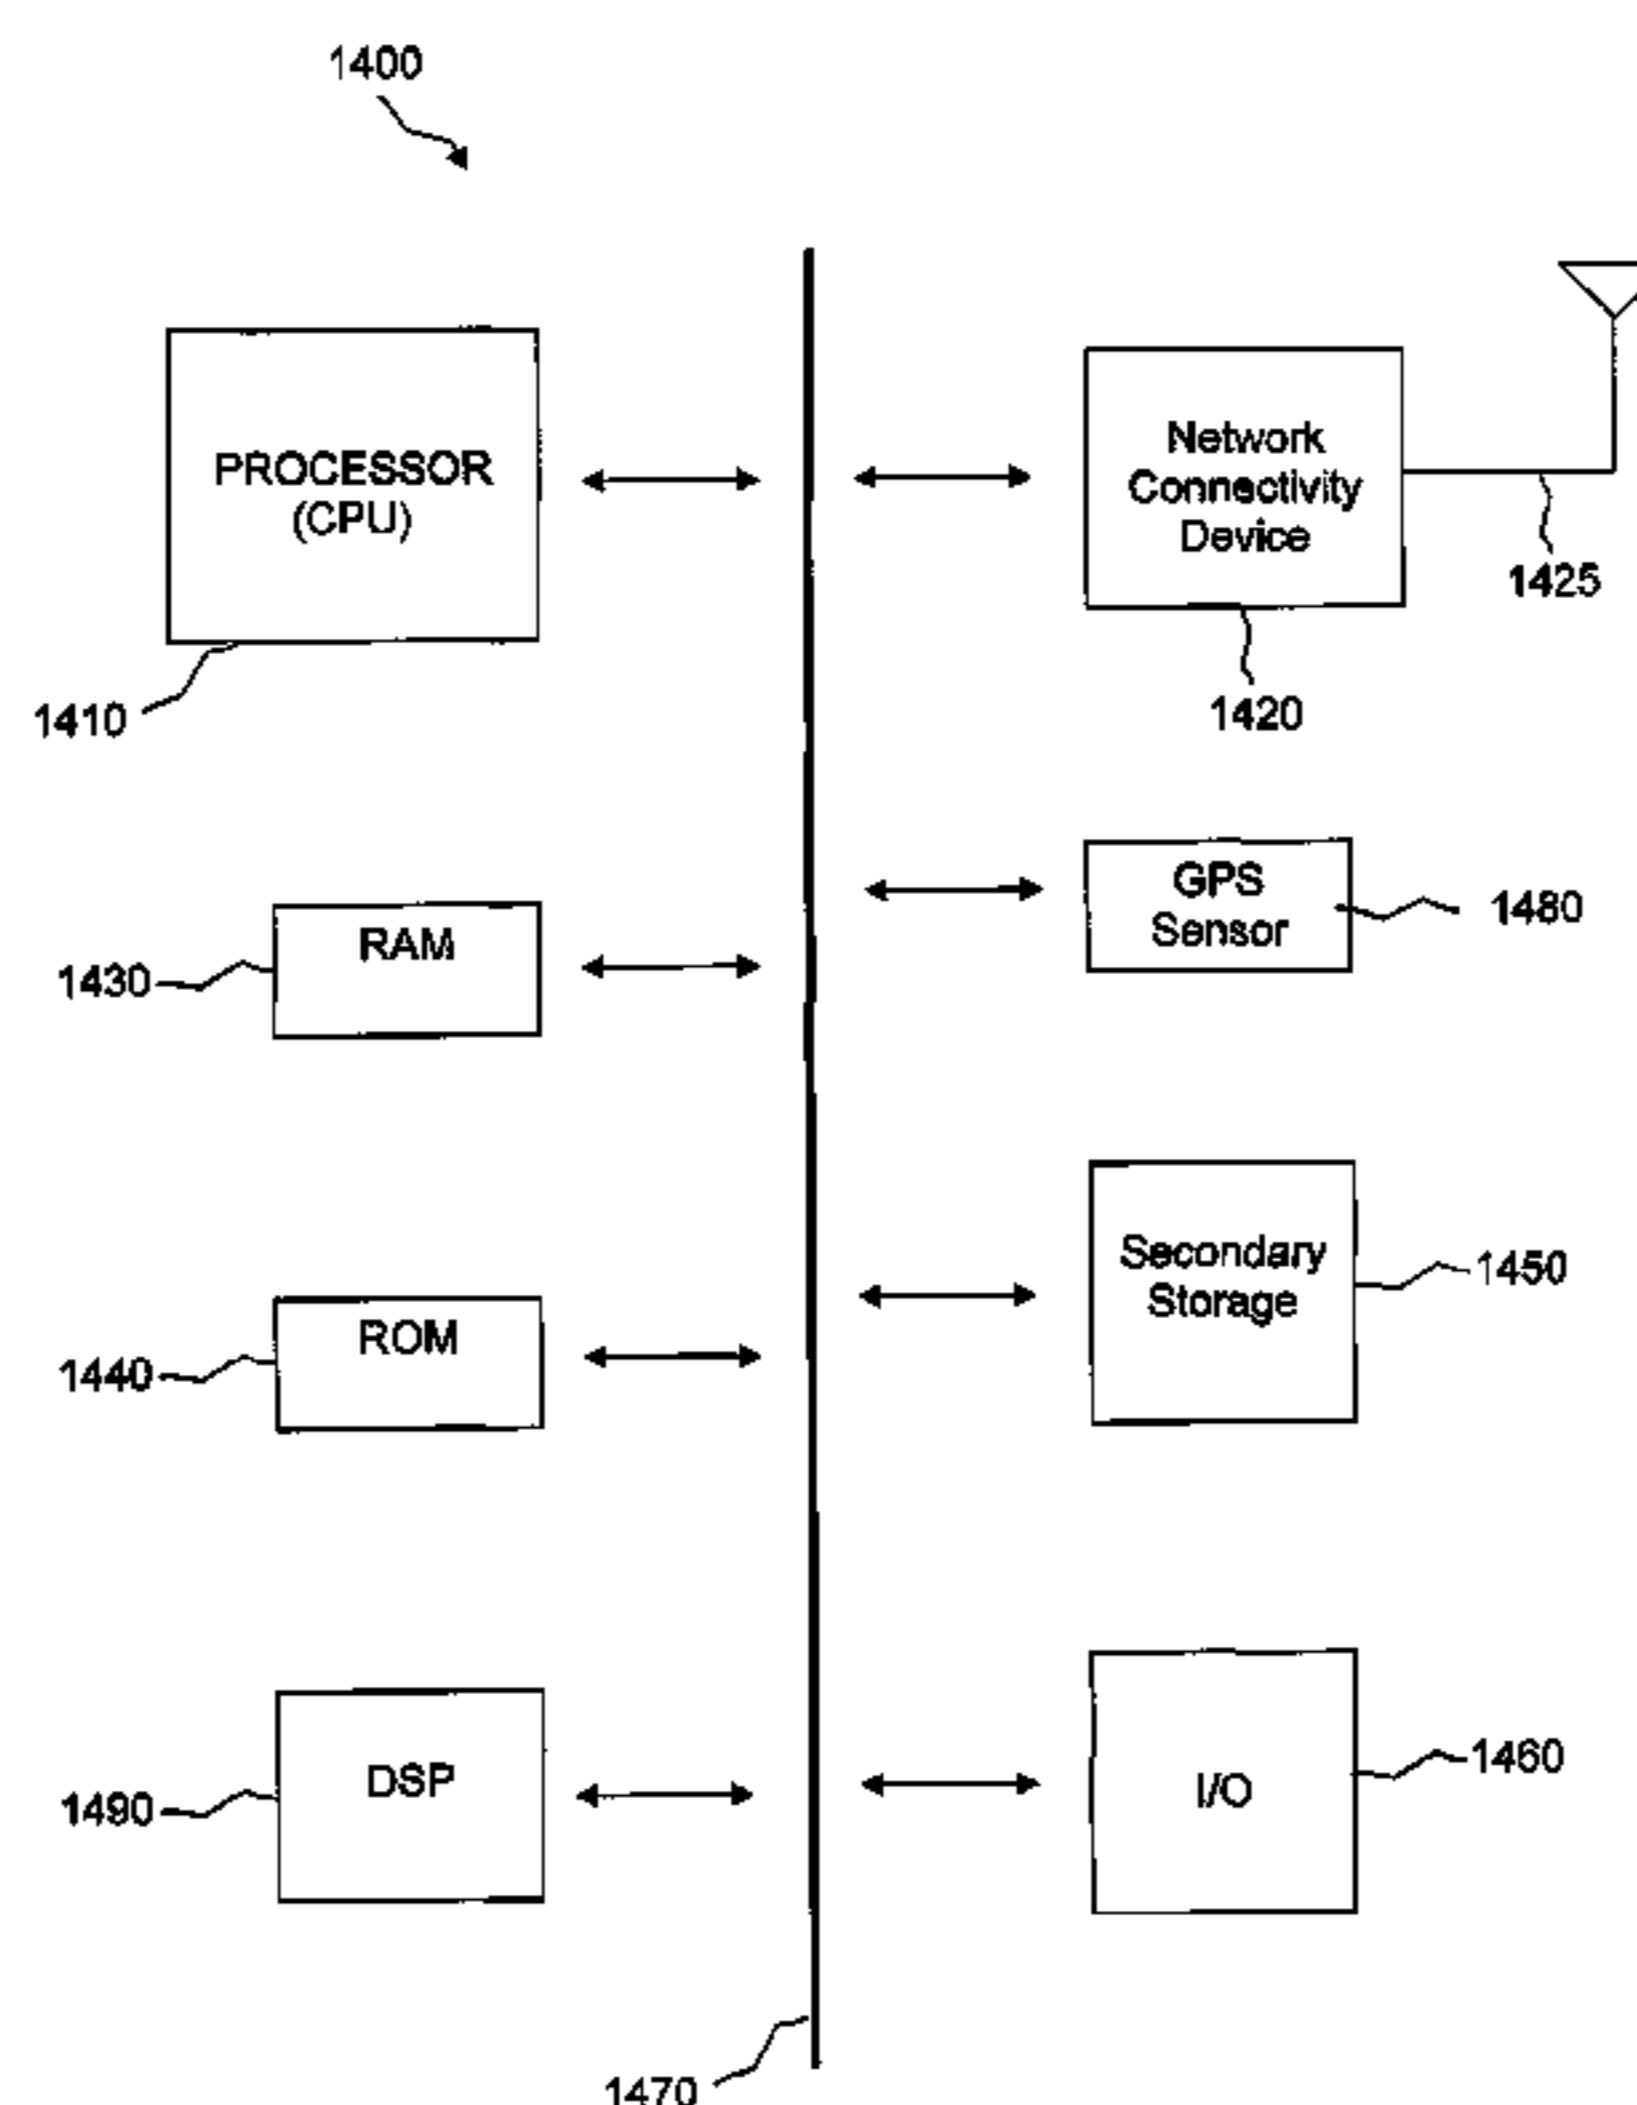 1400
PROCESSOR
(CPU)
1410
Network
Connectivity
Device
1425
1420
GPS
Sensor
1480
RAM
1430
Secondary
Storage
1450
ROM
1440
DSP
1490
I/O
1460
1470